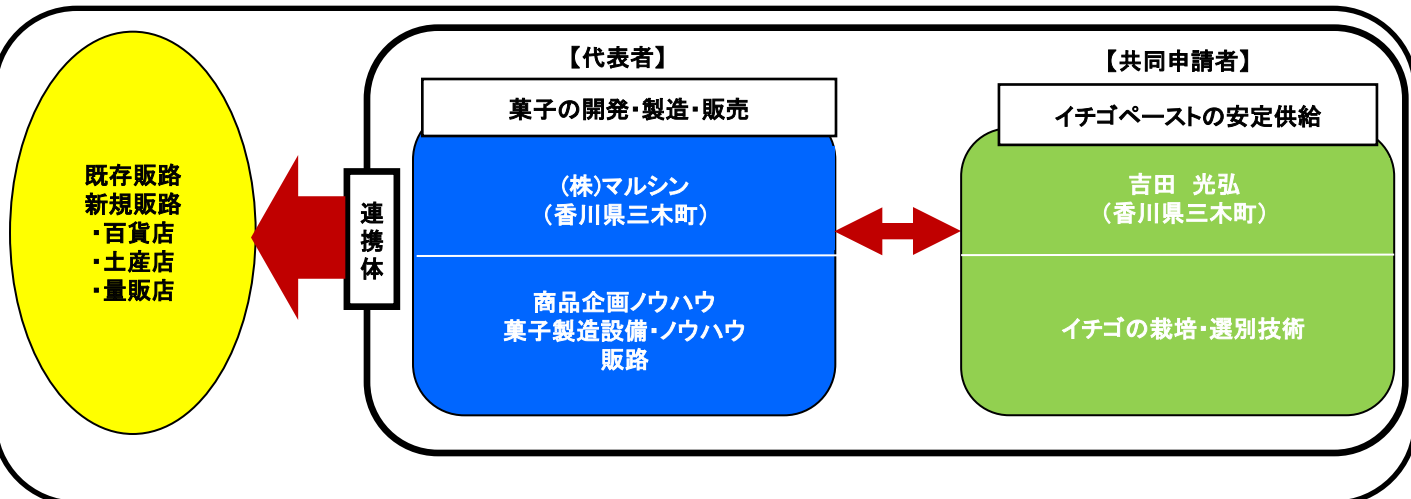 既存販路
新規販路
・百貨店
・土産店
・量販店
連携体
【代表者】
菓子の開発・製造・販売
(株)マルシン
（香川県三木町）
商品企画ノウハウ
菓子製造設備・ノウハウ
販路
【共同申請者】
イチゴペーストの安定供給
吉田　光弘
（香川県三木町）
イチゴの栽培・選別技術